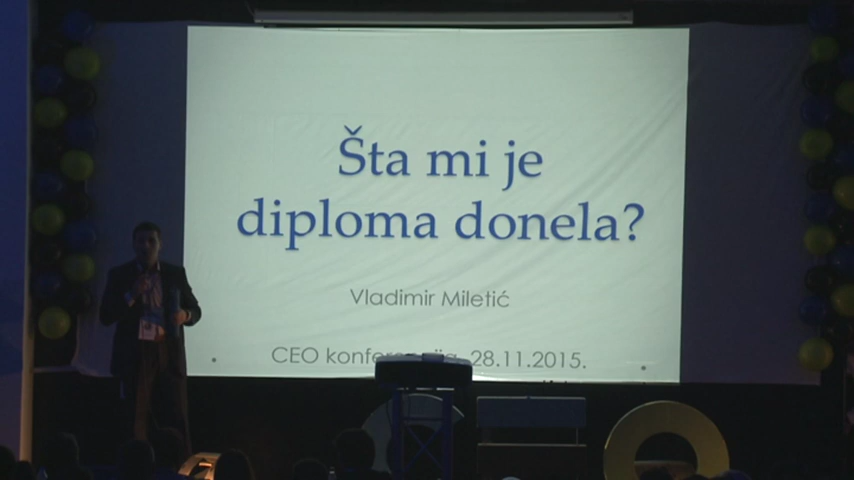 Šta mi je
diploma donela?
Vladimir Miletić
CEO konferencija, 28.11.2015.